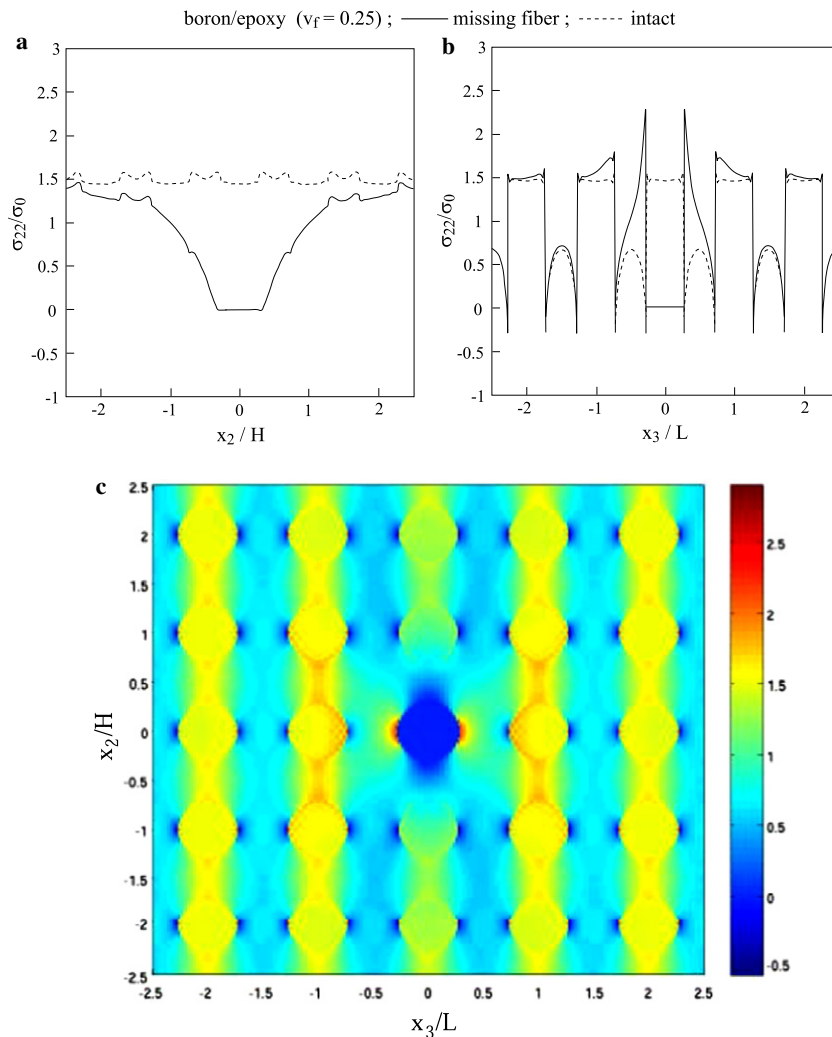 boron/epoxy (v_f = 0.25) ; —— missing fiber ; ------ intact
a
3
2.5
2
1.5
1
0.5
0
-0.5
-1
σ22/σ0
-2 -1 0 1 2
x2 / H
b
3
2.5
2
1.5
1
0.5
0
-0.5
-1
σ22/σ0
-2 -1 0 1 2
x3 / L
c
2.5
2
1.5
1
0.5
0
-0.5
-1
-1.5
-2
-2.5
x2/H
-2.5 -2 -1.5 -1 -0.5 0 0.5 1 1.5 2 2.5
x3/L
2.5
2
1.5
1
0.5
0
-0.5